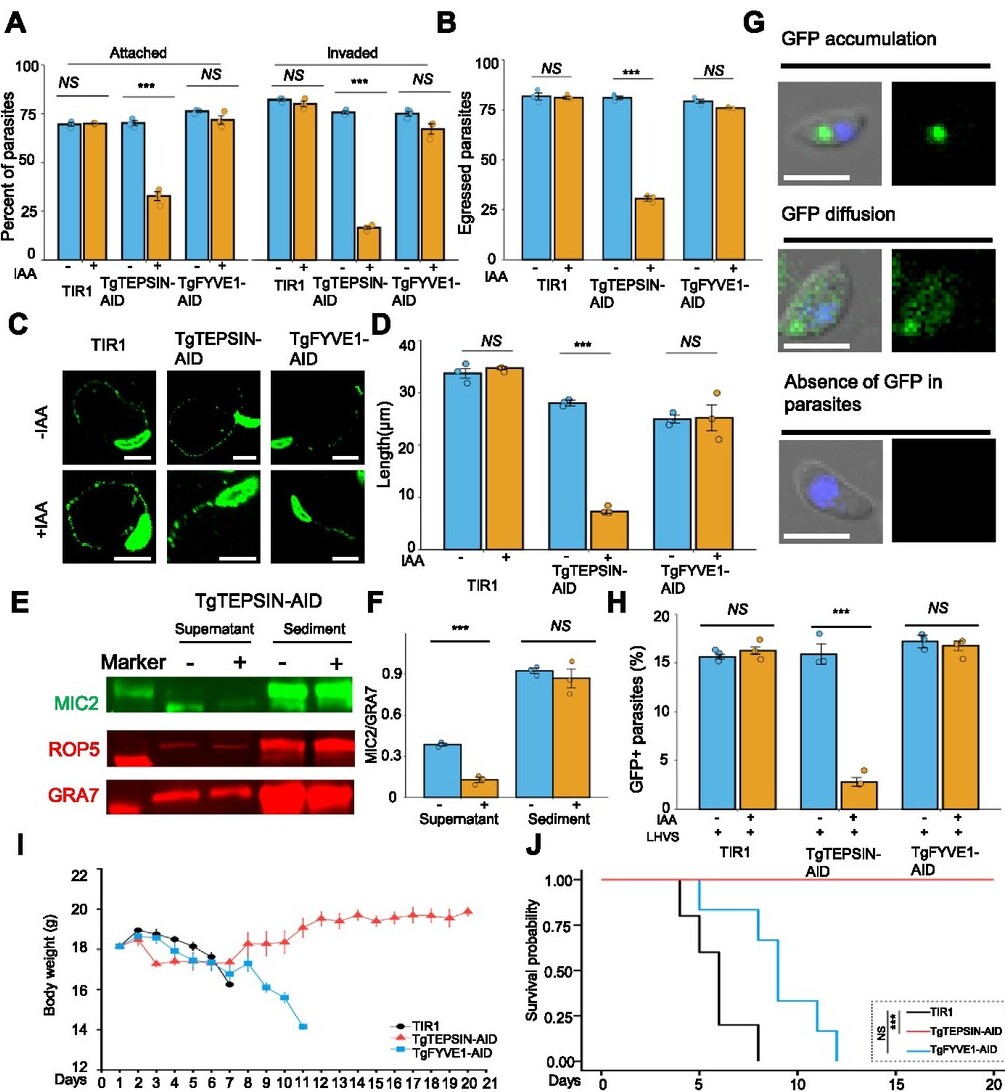 A
Attached
Invaded
NS
***
NS
NS
***
NS
Percent of parasites
100
75
50
25
0
IAA
- + - + - + - + - + - +
TIR1
TgTEPSIN-AID
TgFYVE1-AID
TIR1
TgTEPSIN-AID
TgFYVE1-AID
B
NS
***
NS
Egressed parasites
100
75
50
25
0
IAA
- + - + - +
TIR1
TgTEPSIN-AID
TgFYVE1-AID
C
TIR1
TgTEPSIN-AID
TgFYVE1-AID
-IAA
+IAA
D
NS
***
NS
Length(µm)
40
30
20
10
0
IAA
- + - + - +
TIR1
TgTEPSIN-AID
TgFYVE1-AID
E
TgTEPSIN-AID
Supernatant
Sediment
Marker - + - +
MIC2
ROP5
GRA7
F
***
NS
MIC2/GRA7
0.9
0.6
0.3
0
- + - +
Supernatant
Sediment
G
GFP accumulation
GFP diffusion
Absence of GFP in
parasites
H
NS
***
NS
GFP+ parasites (%)
20
15
10
5
0
IAA - + - + - +
LHVS + + + + + +
TIR1
TgTEPSIN-AID
TgFYVE1-AID
I
Body weight (g)
22
20
18
16
14
12
Days 0 1 2 3 4 5 6 7 8 9 10 11 12 13 14 15 16 17 18 19 20 21
TIR1
TgTEPSIN-AID
TgFYVE1-AID
J
Survival probability
1.00
0.75
0.50
0.25
0.00
Days 0 5 10 15 20
NS
***
TIR1
TgTEPSIN-AID
TgFYVE1-AID